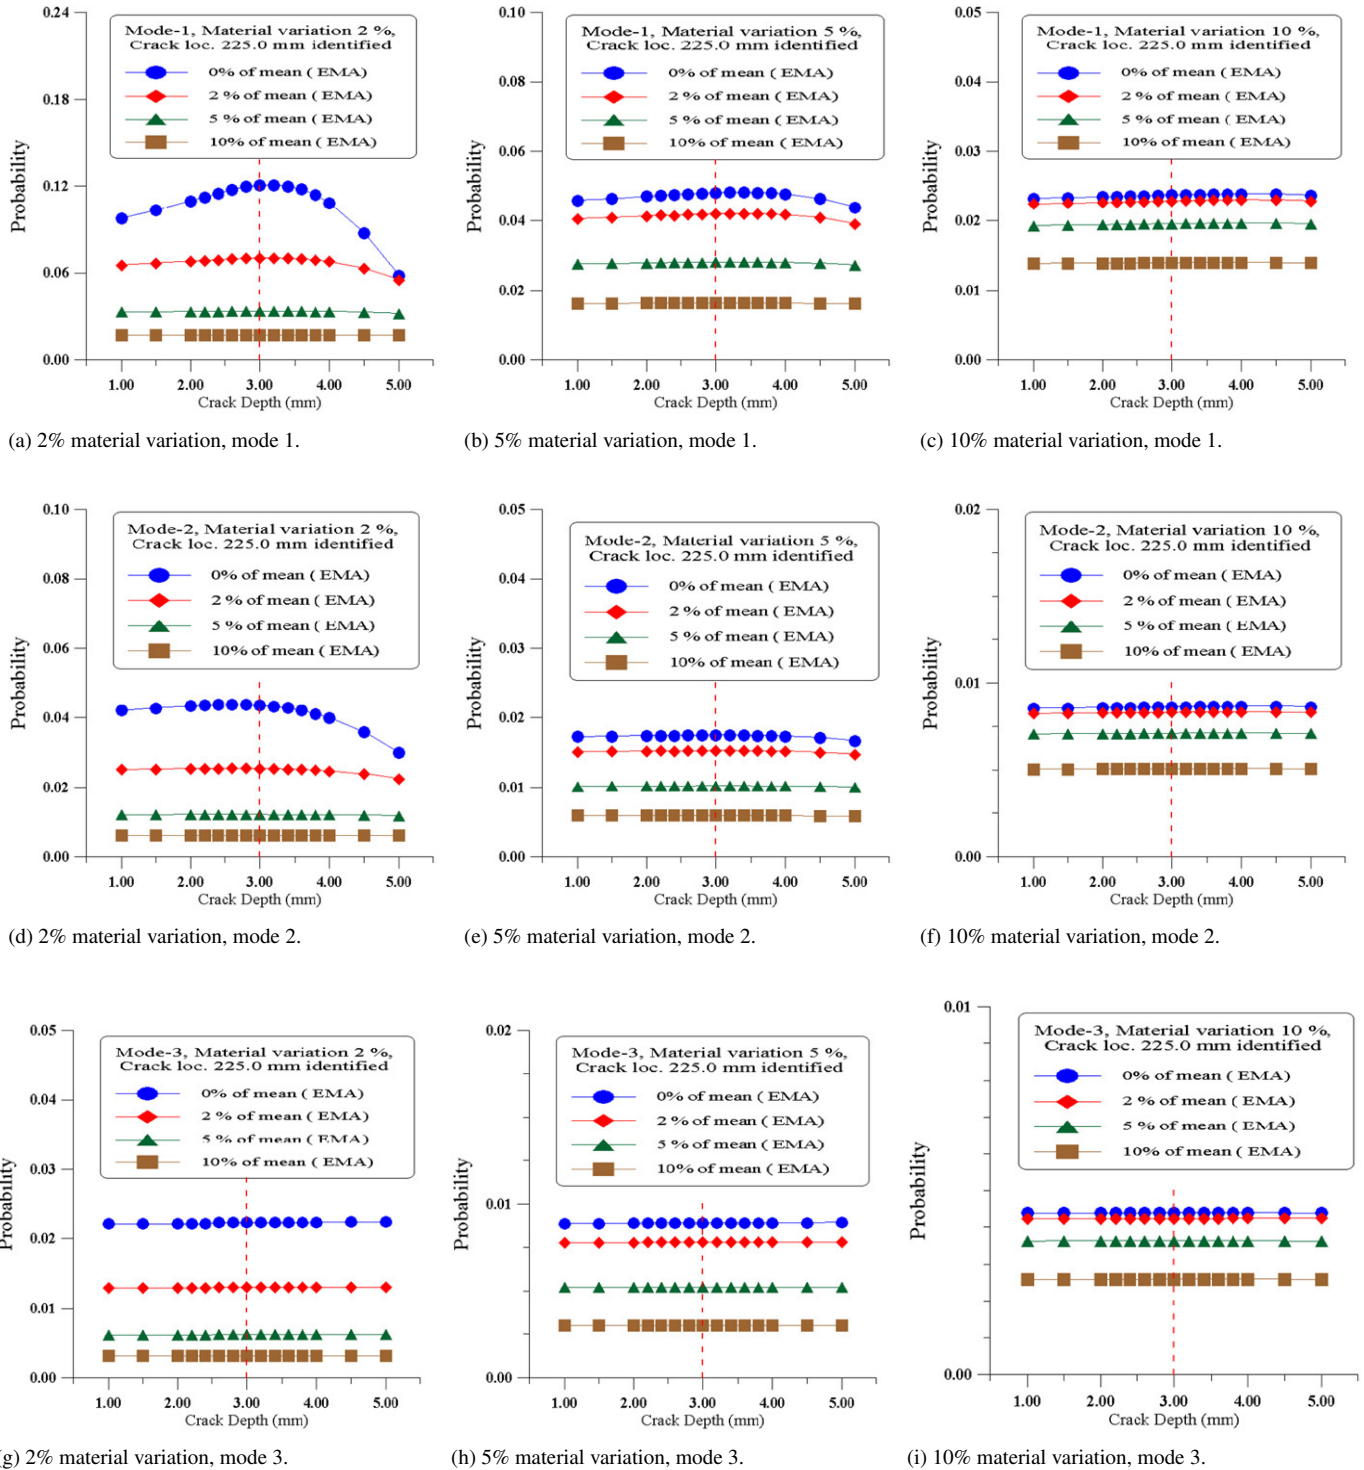 0.24
0.18
0.12
0.06
0.00
Probability
Mode-1, Material variation 2 %,
Crack loc. 225.0 mm identified
0% of mean ( EMA)
2 % of mean ( EMA)
5 % of mean ( EMA)
10% of mean ( EMA)
1.00 2.00 3.00 4.00 5.00
Crack Depth (mm)
(a) 2% material variation, mode 1.
0.10
0.08
0.06
0.04
0.02
0.00
Probability
Mode-1, Material variation 5 %,
Crack loc. 225.0 mm identified
0% of mean ( EMA)
2 % of mean ( EMA)
5 % of mean ( EMA)
10% of mean ( EMA)
1.00 2.00 3.00 4.00 5.00
Crack Depth (mm)
(b) 5% material variation, mode 1.
0.05
0.04
0.03
0.02
0.01
0.00
Probability
Mode-1, Material variation 10 %,
Crack loc. 225.0 mm identified
0% of mean ( EMA)
2 % of mean ( EMA)
5 % of mean ( EMA)
10% of mean ( EMA)
1.00 2.00 3.00 4.00 5.00
Crack Depth (mm)
(c) 10% material variation, mode 1.
0.10
0.08
0.06
0.04
0.02
0.00
Probability
Mode-2, Material variation 2 %,
Crack loc. 225.0 mm identified
0% of mean ( EMA)
2 % of mean ( EMA)
5 % of mean ( EMA)
10% of mean ( EMA)
1.00 2.00 3.00 4.00 5.00
Crack Depth (mm)
(d) 2% material variation, mode 2.
0.05
0.04
0.03
0.02
0.01
0.00
Probability
Mode-2, Material variation 5 %,
Crack loc. 225.0 mm identified
0% of mean ( EMA)
2 % of mean ( EMA)
5 % of mean ( EMA)
10% of mean ( EMA)
1.00 2.00 3.00 4.00 5.00
Crack Depth (mm)
(e) 5% material variation, mode 2.
0.02
0.01
0.00
Probability
Mode-2, Material variation 10 %,
Crack loc. 225.0 mm identified
0% of mean ( EMA)
2 % of mean ( EMA)
5 % of mean ( EMA)
10% of mean ( EMA)
1.00 2.00 3.00 4.00 5.00
Crack Depth (mm)
(f) 10% material variation, mode 2.
0.05
0.04
0.03
0.02
0.01
0.00
Probability
Mode-3, Material variation 2 %,
Crack loc. 225.0 mm identified
0% of mean ( EMA)
2 % of mean ( EMA)
5 % of mean ( EMA)
10% of mean ( EMA)
1.00 2.00 3.00 4.00 5.00
Crack Depth (mm)
(g) 2% material variation, mode 3.
0.02
0.01
0.00
Probability
Mode-3, Material variation 5 %,
Crack loc. 225.0 mm identified
0% of mean ( EMA)
2 % of mean ( EMA)
5 % of mean ( EMA)
10% of mean ( EMA)
1.00 2.00 3.00 4.00 5.00
Crack Depth (mm)
(h) 5% material variation, mode 3.
0.01
0.00
Probability
Mode-3, Material variation 10 %,
Crack loc. 225.0 mm identified
0% of mean ( EMA)
2 % of mean ( EMA)
5 % of mean ( EMA)
10% of mean ( EMA)
1.00 2.00 3.00 4.00 5.00
Crack Depth (mm)
(i) 10% material variation, mode 3.